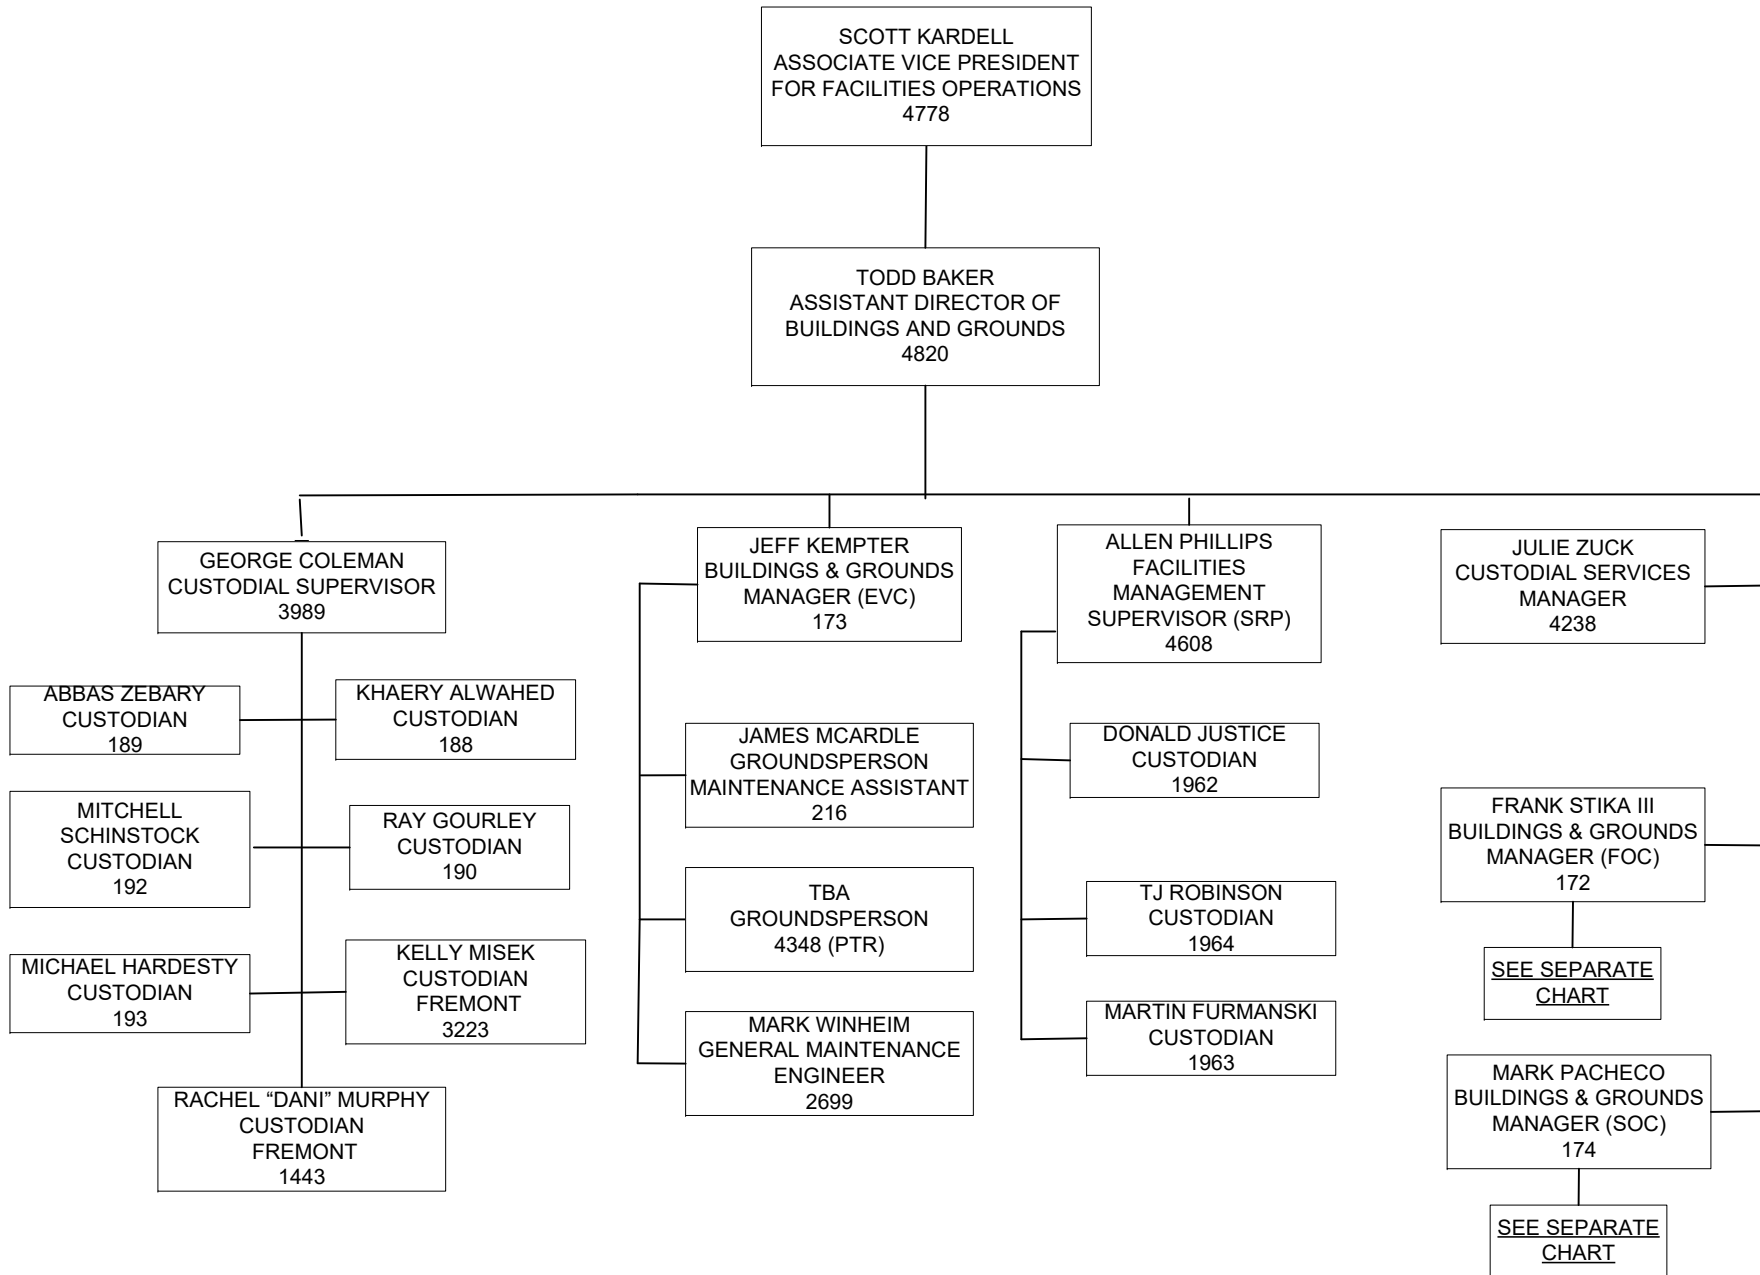 SCOTT KARDELL
ASSOCIATE VICE PRESIDENT
FOR FACILITIES OPERATIONS
4778
TODD BAKER
ASSISTANT DIRECTOR OF
BUILDINGS AND GROUNDS
4820
GEORGE COLEMAN
CUSTODIAL SUPERVISOR
3989
ABBAS ZEBARY
CUSTODIAN
189
KHAERY ALWAHED
CUSTODIAN
188
MITCHELL
SCHINSTOCK
CUSTODIAN
192
RAY GOURLEY
CUSTODIAN
190
MICHAEL HARDESTY
CUSTODIAN
193
KELLY MISEK
CUSTODIAN
FREMONT
3223
RACHEL “DANI” MURPHY
CUSTODIAN
FREMONT
1443
JEFF KEMPTER
BUILDINGS & GROUNDS
MANAGER (EVC)
173
JAMES MCARDLE
GROUNDSPERSON
MAINTENANCE ASSISTANT
216
TBA
GROUNDSPERSON
4348 (PTR)
MARK WINHEIM
GENERAL MAINTENANCE
ENGINEER
2699
ALLEN PHILLIPS
FACILITIES
MANAGEMENT
SUPERVISOR (SRP)
4608
DONALD JUSTICE
CUSTODIAN
1962
TJ ROBINSON
CUSTODIAN
1964
MARTIN FURMANSKI
CUSTODIAN
1963
JULIE ZUCK
CUSTODIAL SERVICES
MANAGER
4238
FRANK STIKA III
BUILDINGS & GROUNDS
MANAGER (FOC)
172
SEE SEPARATE
CHART
MARK PACHECO
BUILDINGS & GROUNDS
MANAGER (SOC)
174
SEE SEPARATE
CHART